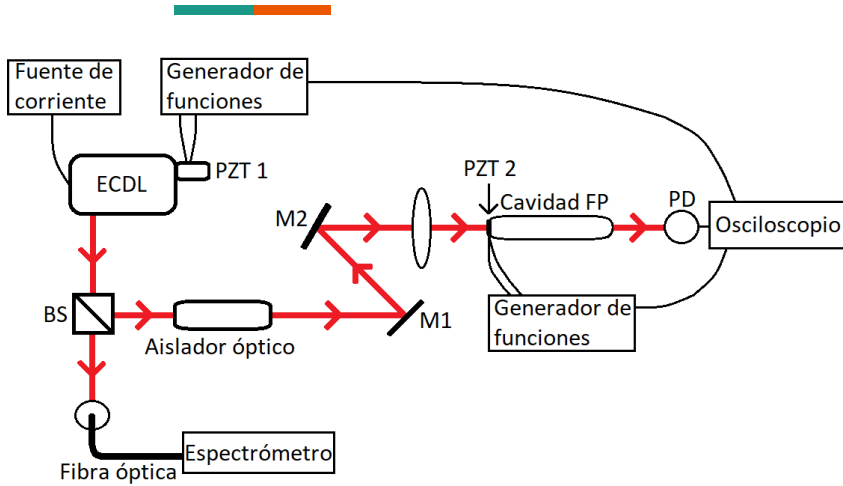 Fuente de
corriente
Generador de
funciones
ECDL
PZT 1
PZT 2
M2
Cavidad FP
PD
Osciloscopio
BS
Aislador óptico
M1
Generador de
funciones
Espectrómetro
Fibra óptica